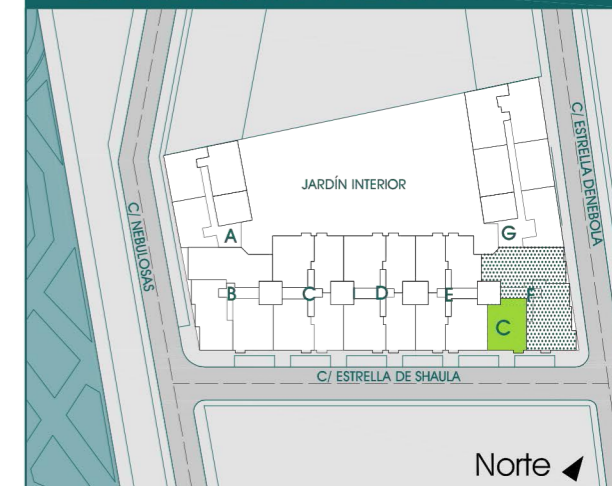 C/ ESTRELLA DENEBOLA
JARDÍN INTERIOR
C/ NEBULOSAS
A
G
B
C
D
E
F
C
C/ ESTRELLA DE SHAULA
Norte